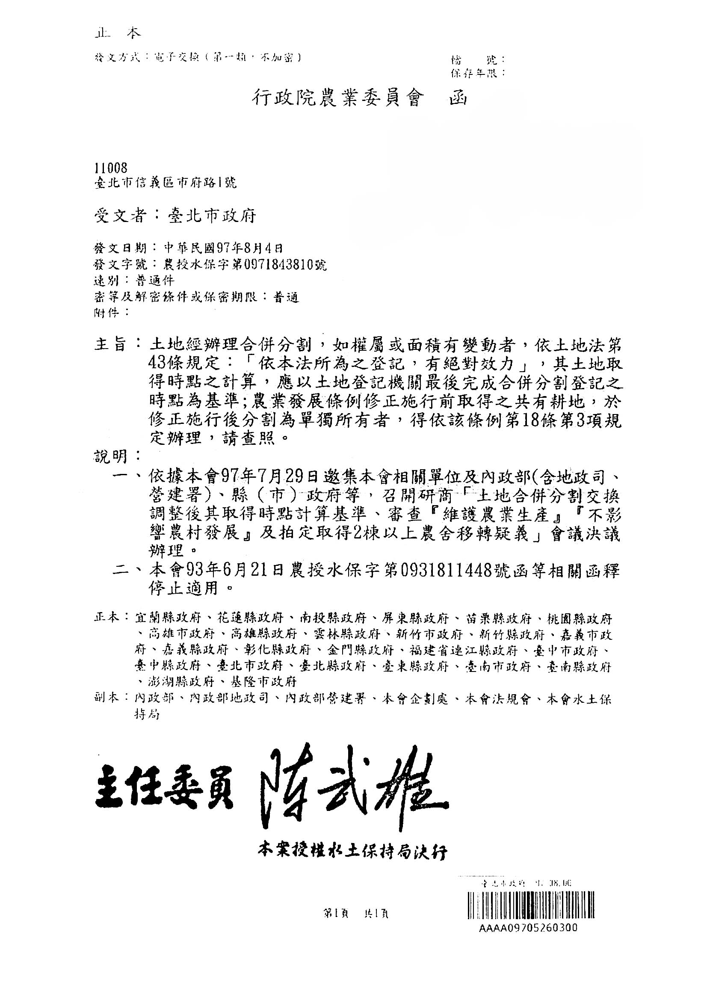 正 本
發文方式：電子交換（第一類，不加密）
檔 號：
保存年限：
行政院農業委員會 函
11008
臺北市信義區市府路1號
受文者：臺北市政府
發文日期：中華民國97年8月4日
發文字號：農授水保字第0971843810號
速別：普通件
密等及解密條件或保密期限：普通
附件：
主旨：土地經辦理合併分割，如權屬或面積有變動者，依土地法第
43條規定：「依本法所為之登記，有絕對效力」，其土地取
得時點之計算，應以土地登記機關最後完成合併分割登記之
時點為基準;農業發展條例修正施行前取得之共有耕地，於
修正施行後分割為單獨所有者，得依該條例第18條第3項規
定辦理，請查照。
說明：
一、依據本會97年7月29日邀集本會相關單位及內政部(含地政司、
營建署)、縣（市）政府等，召開研商「土地合併分割交換
調整後其取得時點計算基準、審查『維護農業生產』『不影
響農村發展』及拍定取得2棟以上農舍移轉疑義」會議決議
辦理。
二、本會93年6月21日農授水保字第0931811448號函等相關函釋
停止適用。
正本：宜蘭縣政府、花蓮縣政府、南投縣政府、屏東縣政府、苗栗縣政府、桃園縣政府
、高雄市政府、高雄縣政府、雲林縣政府、新竹市政府、新竹縣政府、嘉義市政
府、嘉義縣政府、彰化縣政府、金門縣政府、福建省連江縣政府、臺中市政府、
臺中縣政府、臺北市政府、臺北縣政府、臺東縣政府、臺南市政府、臺南縣政府
、澎湖縣政府、基隆市政府
副本：內政部、內政部地政司、內政部營建署、本會企劃處、本會法規會、本會水土保
持局
主任委員 陳武雄
本案授權水土保持局決行
臺北市政府
第1頁 共1頁
AAAA09705260300